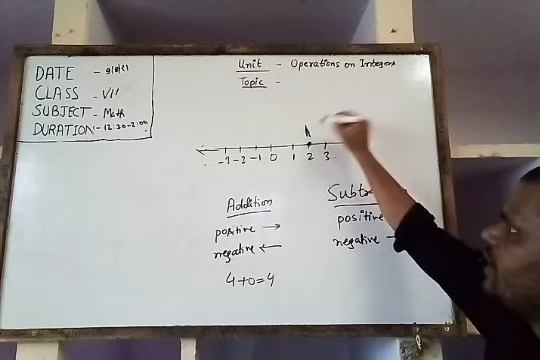 DATE - 9/8/21
CLASS - VII
SUBJECT - Math
DURATION - 12:30-2:00
Unit - Operations on Integers
Topic -
-3 -2 -1 0 1 2 3
Addition
positive →
negative ←
4+0=4
positive
negative